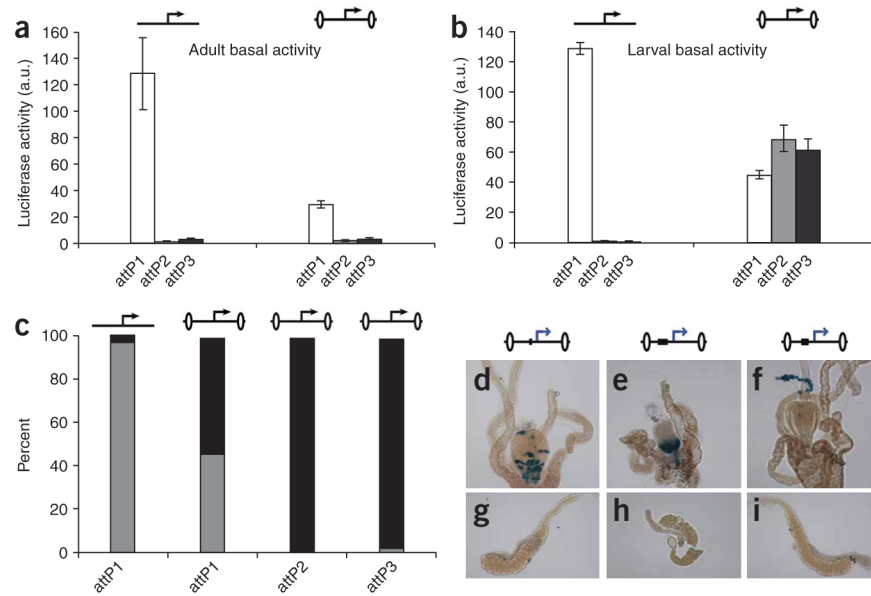 a
Adult basal activity
Luciferase activity (a.u.)
160
140
120
100
80
60
40
20
0
attP1
attP2
attP3
attP1
attP2
attP3
b
Larval basal activity
Luciferase activity (a.u.)
140
120
100
80
60
40
20
0
attP1
attP2
attP3
attP1
attP2
attP3
c
Percent
100
80
60
40
20
0
attP1
attP1
attP2
attP3
d
e
f
g
h
i